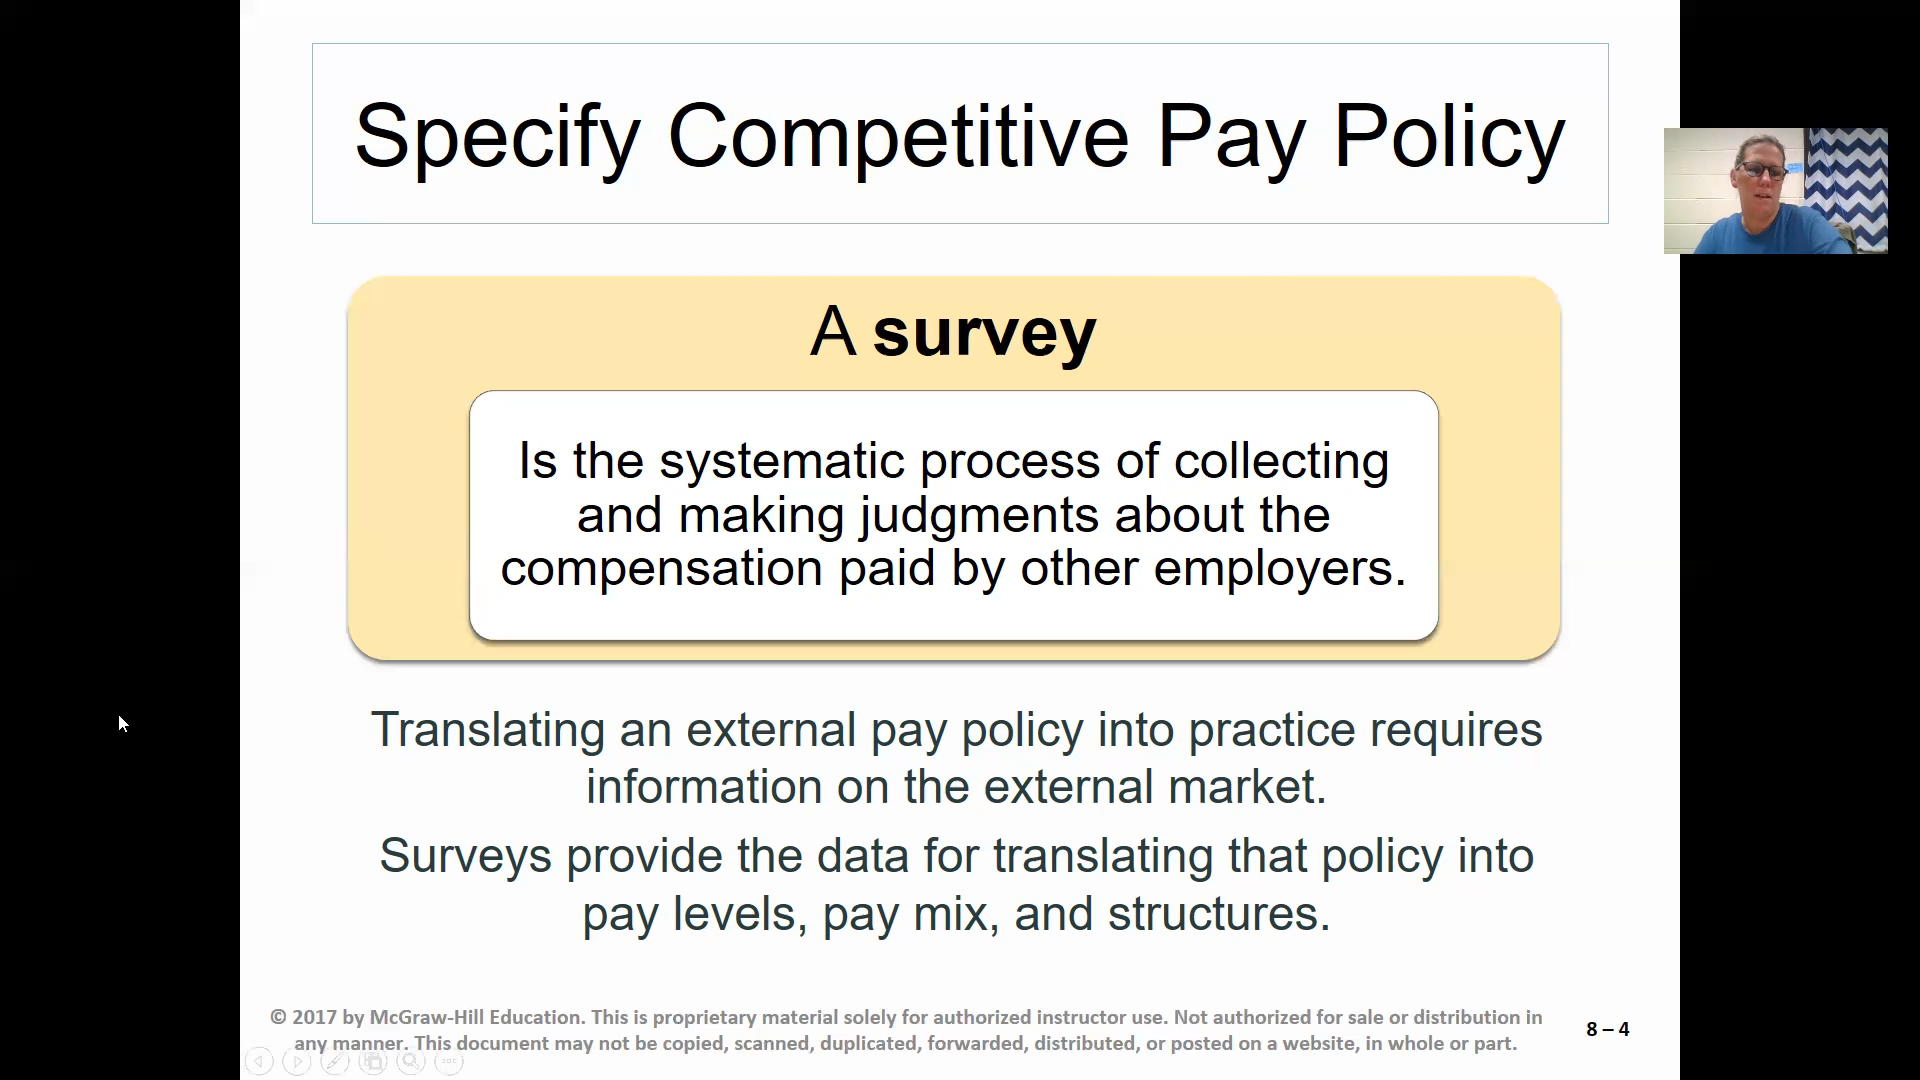 Specify Competitive Pay Policy
A survey
Is the systematic process of collecting
and making judgments about the
compensation paid by other employers.
Translating an external pay policy into practice requires
information on the external market.
Surveys provide the data for translating that policy into
pay levels, pay mix, and structures.
© 2017 by McGraw-Hill Education. This is proprietary material solely for authorized instructor use. Not authorized for sale or distribution in
any manner. This document may not be copied, scanned, duplicated, forwarded, distributed, or posted on a website, in whole or part.
8 – 4